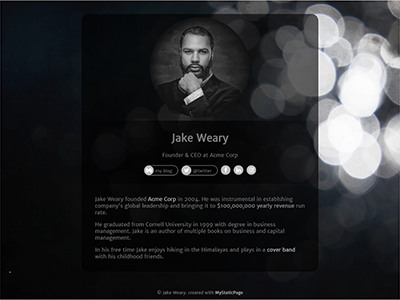 Jake Weary
Founder & CEO at Acme Corp
my blog @twitter
Jake Weary founded Acme Corp in 2004. He was instrumental in establishing
company's global leadership and bringing it to $100,000,000 yearly revenue run
rate.
He graduated from Cornell University in 1999 with degree in business
management. Jake is an author of multiple books on business and capital
management.
In his free time Jake enjoys hiking in the Himalayas and plays in a cover band
with his childhood friends.
© Jake Weary. created with MyStaticPage